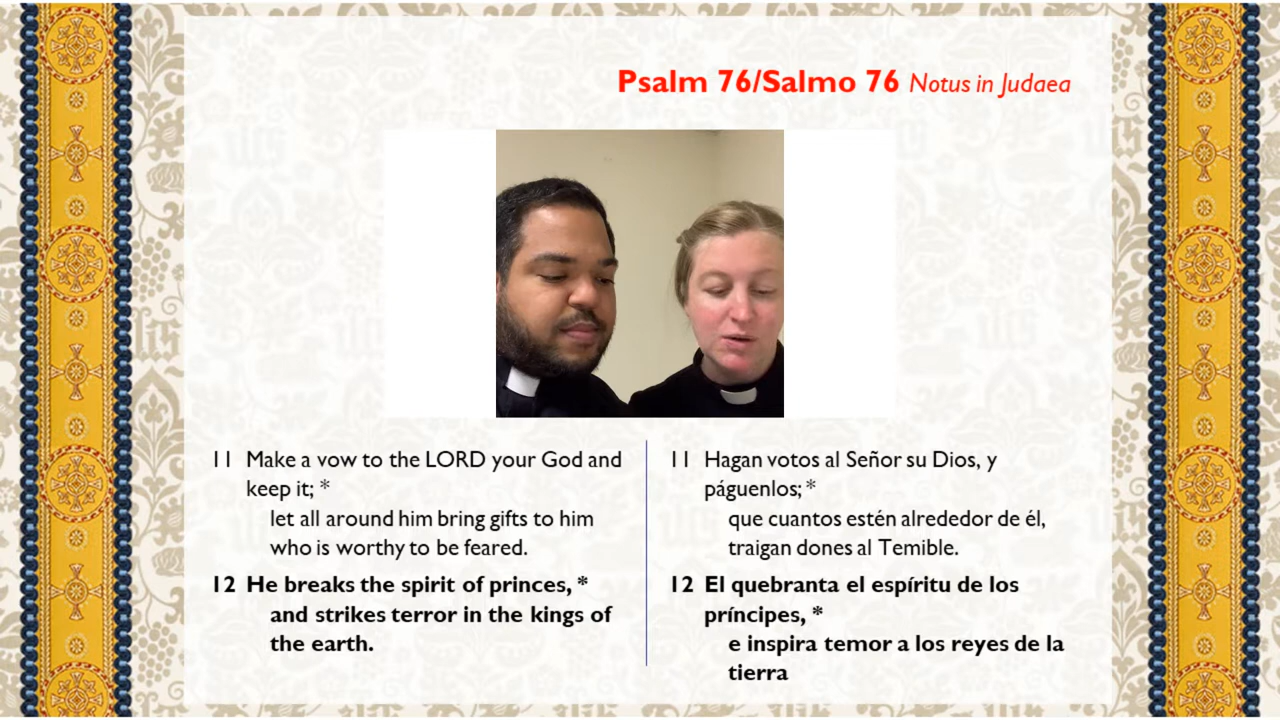 Psalm 76/Salmo 76 Notus in Judaea
11 Make a vow to the LORD your God and
keep it; *
let all around him bring gifts to him
who is worthy to be feared.
12 He breaks the spirit of princes, *
and strikes terror in the kings of
the earth.
11 Hagan votos al Señor su Dios, y
páguenlos; *
que cuantos estén alrededor de él,
traigan dones al Temible.
12 El quebranta el espíritu de los
príncipes, *
e inspira temor a los reyes de la
tierra